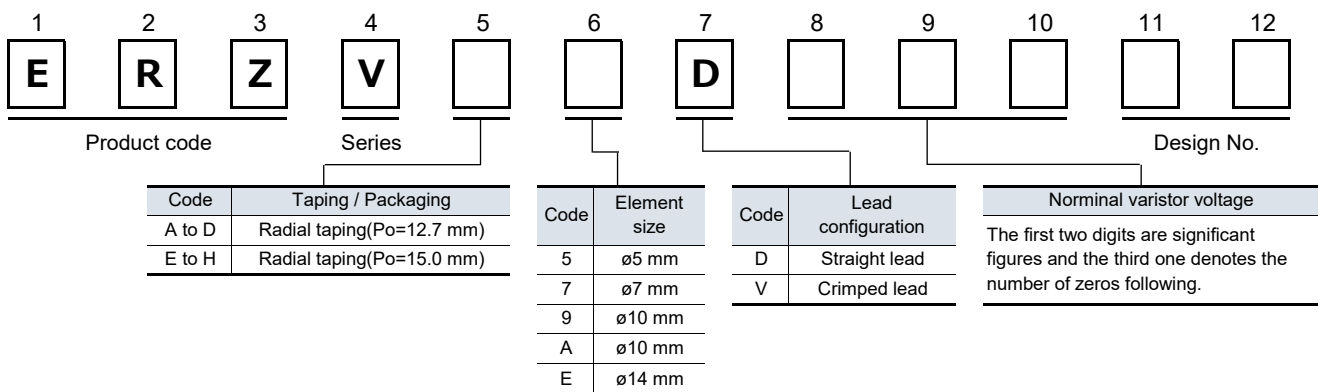 1 2 3 4 5 6 7 8 9 10 11 12
E R Z V D
Product code Series Design No.
Code Taping / Packaging
A to D Radial taping(Po=12.7 mm)
E to H Radial taping(Po=15.0 mm)
Code Element
size
5 ø5 mm
7 ø7 mm
9 ø10 mm
A ø10 mm
E ø14 mm
Code Lead
configuration
D Straight lead
V Crimped lead
Norminal varistor voltage
The first two digits are significant
figures and the third one denotes the
number of zeros following.